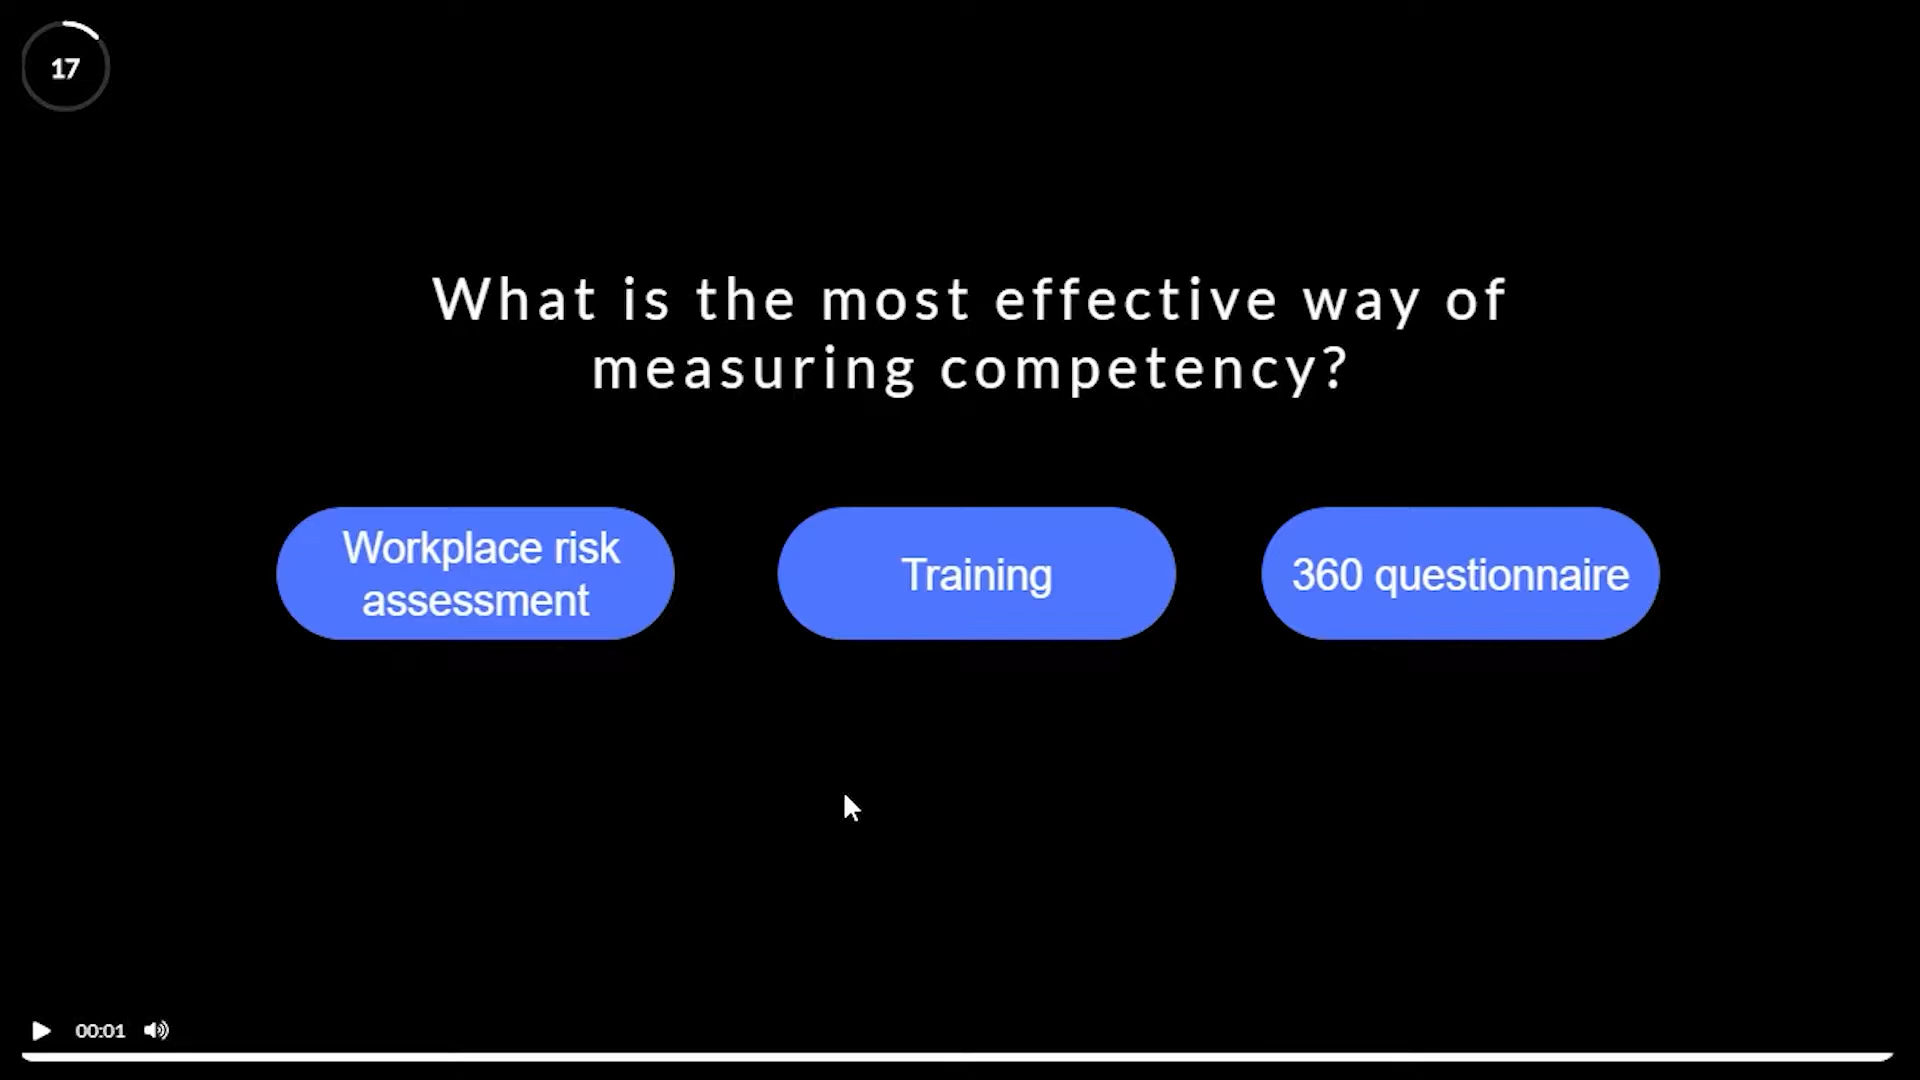 17
What is the most effective way of
measuring competency?
Workplace risk
assessment
Training
360 questionnaire
00:01